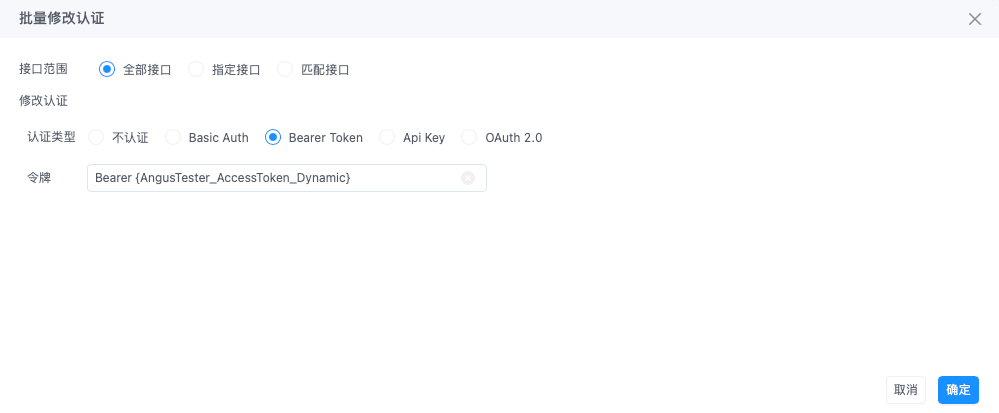 批量修改认证
接口范围 全部接口 指定接口 匹配接口
修改认证
认证类型 不认证 Basic Auth Bearer Token Api Key OAuth 2.0
令牌 Bearer {AngusTester_AccessToken_Dynamic}
取消 确定